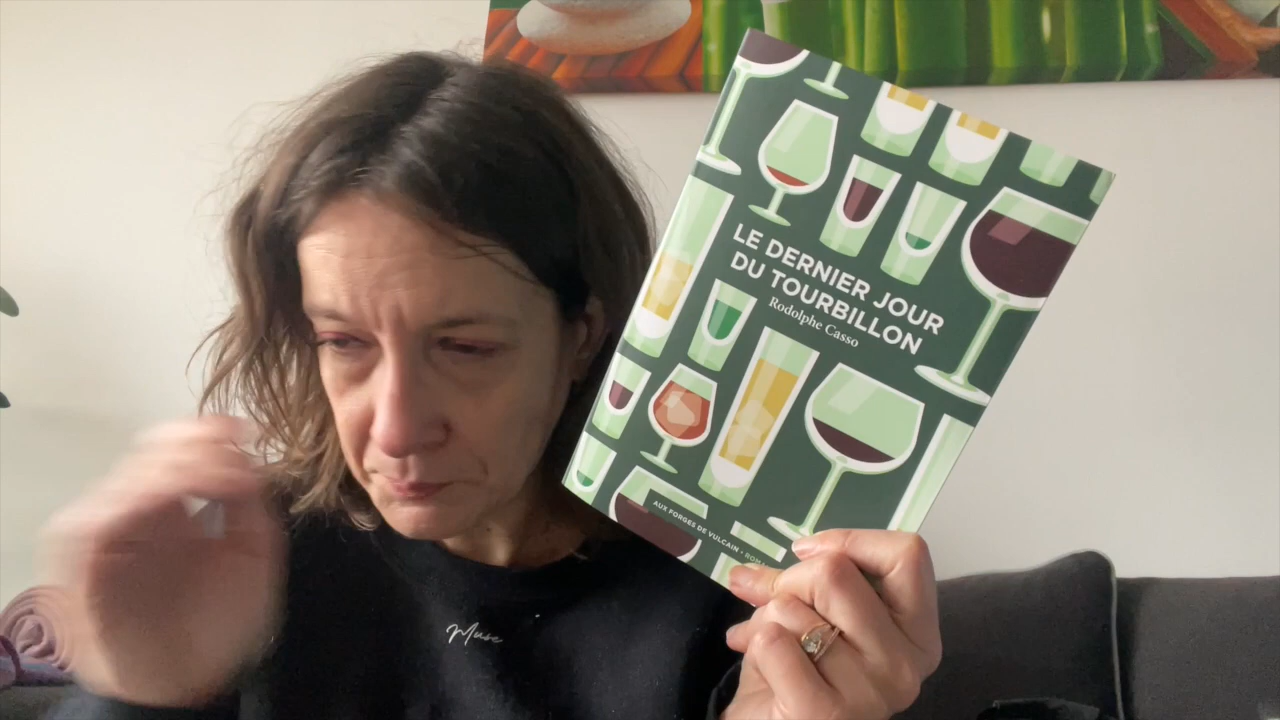 LE DERNIER JOUR
DU TOURBILLON
Rodolphe Casso
AUX FORGES DE VULCAIN •
Muse